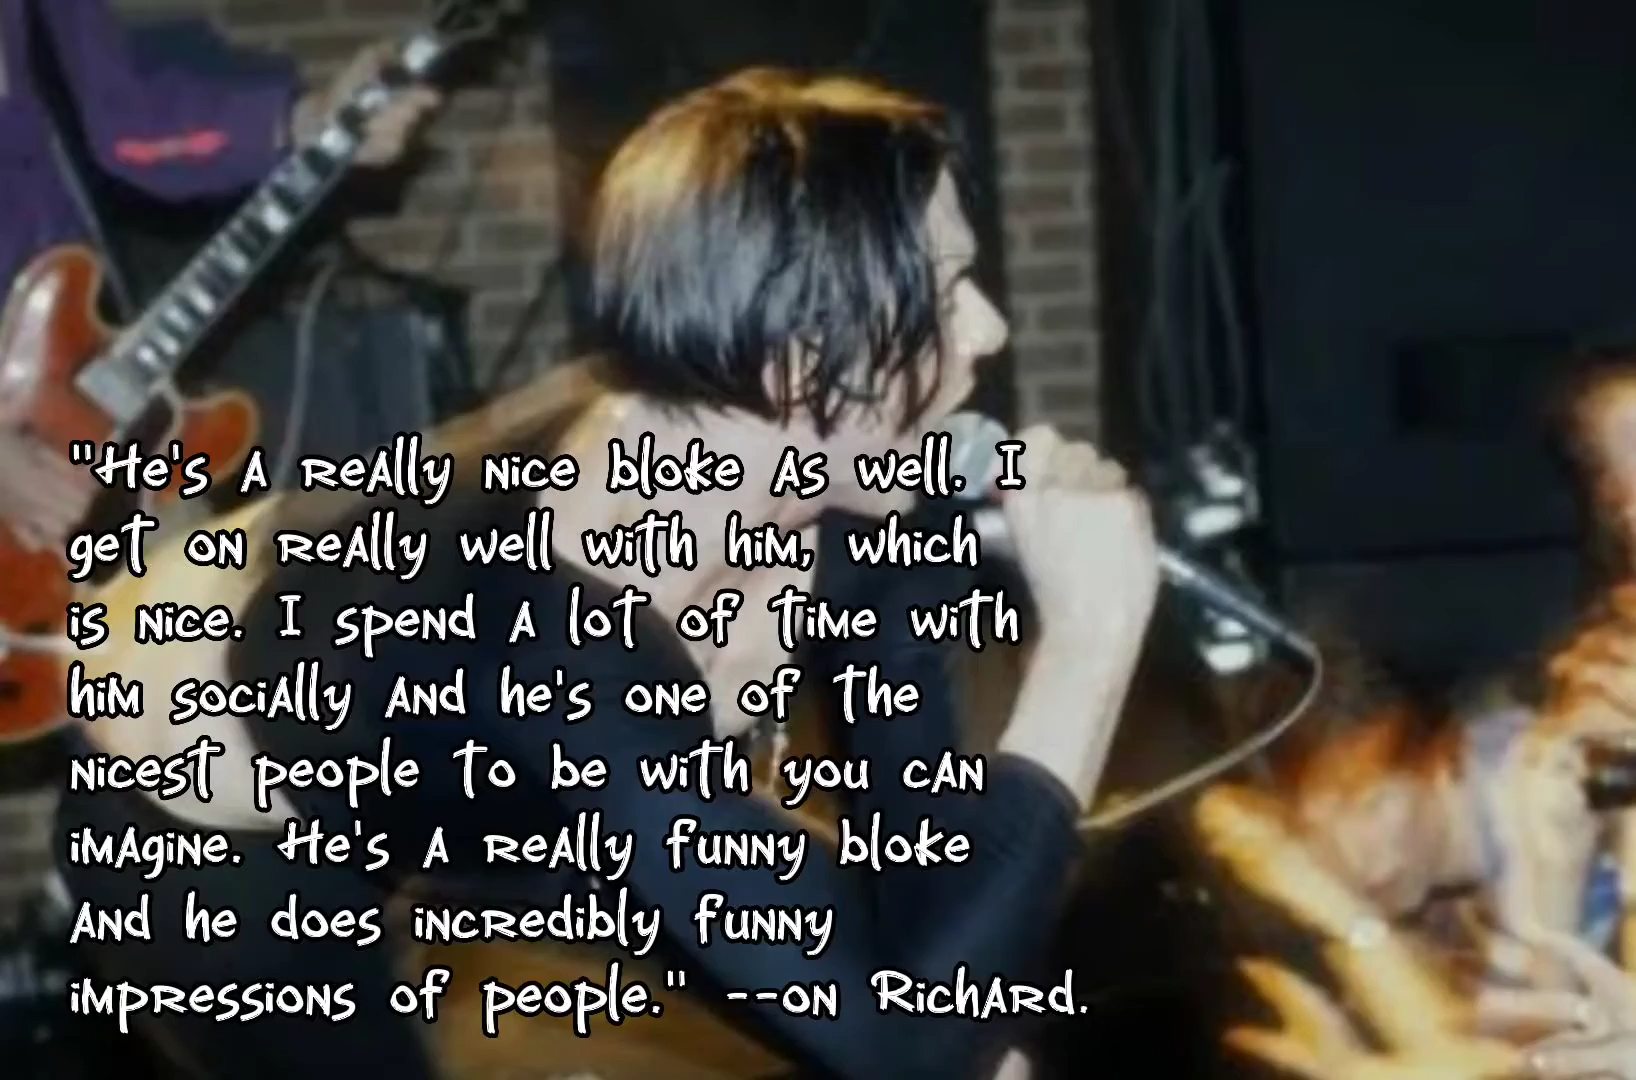 "He's a really nice bloke as well. I
get on really well with him, which
is nice. I spend a lot of time with
him socially and he's one of the
nicest people to be with you can
imagine. He's a really funny bloke
and he does incredibly funny
impressions of people." --on Richard.